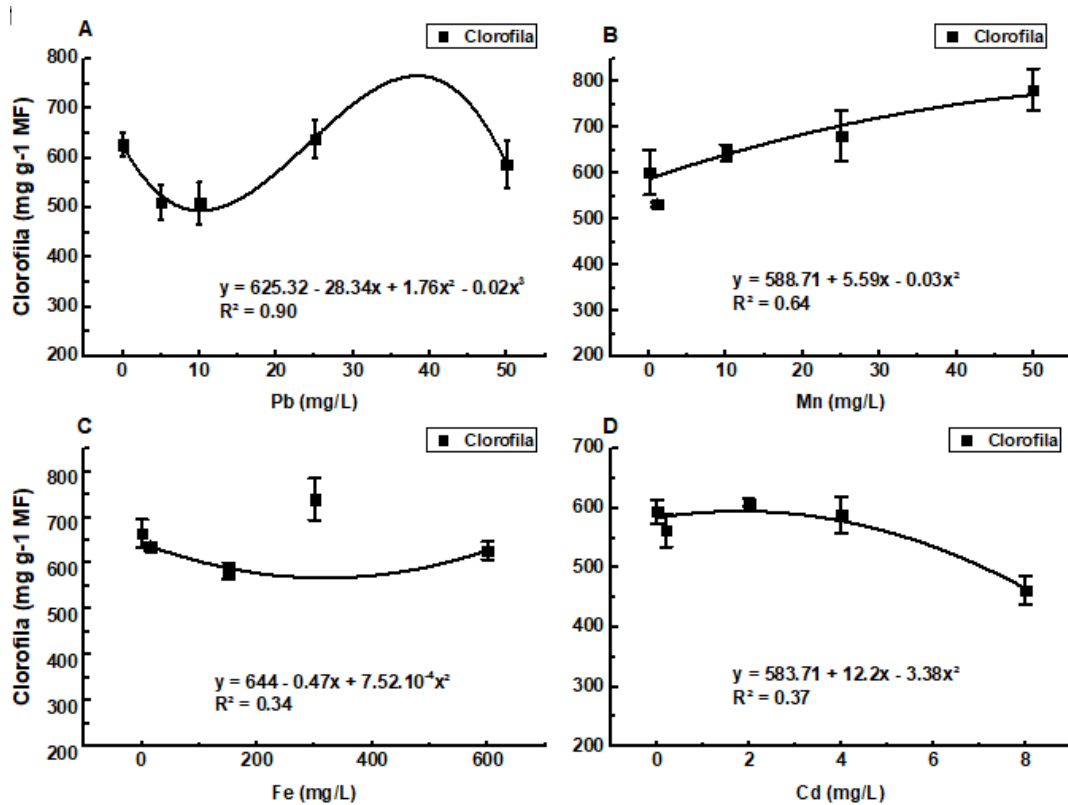 A
Clorofila
800
700
600
500
400
300
200
Clorofila (mg g-1 MF)
y = 625.32 - 28.34x + 1.76x² - 0.02x³
R² = 0.90
0 10 20 30 40 50
Pb (mg/L)
B
Clorofila
800
700
600
500
400
300
200
y = 588.71 + 5.59x - 0.03x²
R² = 0.64
0 10 20 30 40 50
Mn (mg/L)
C
Clorofila
800
700
600
500
400
300
200
Clorofila (mg g-1 MF)
y = 644 - 0.47x + 7.52.10⁻⁴x²
R² = 0.34
0 200 400 600
Fe (mg/L)
D
Clorofila
700
600
500
400
300
200
y = 583.71 + 12.2x - 3.38x²
R² = 0.37
0 2 4 6 8
Cd (mg/L)